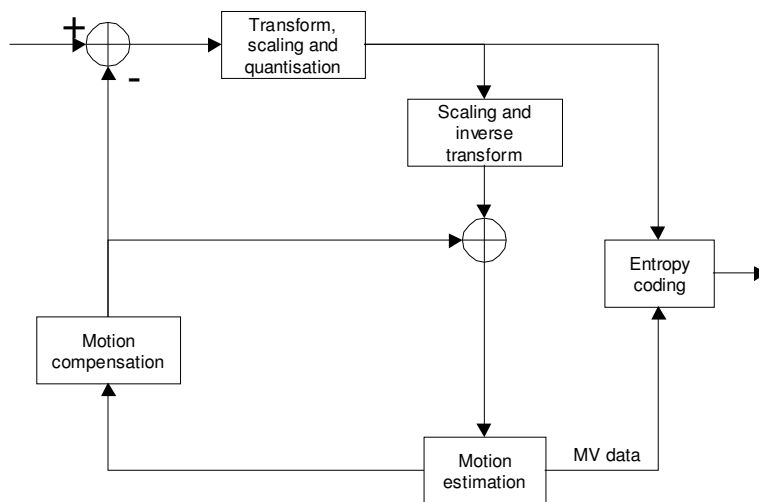 +
-
Transform,
scaling and
quantisation
Scaling and
inverse
transform
Entropy
coding
Motion
compensation
Motion
estimation
MV data